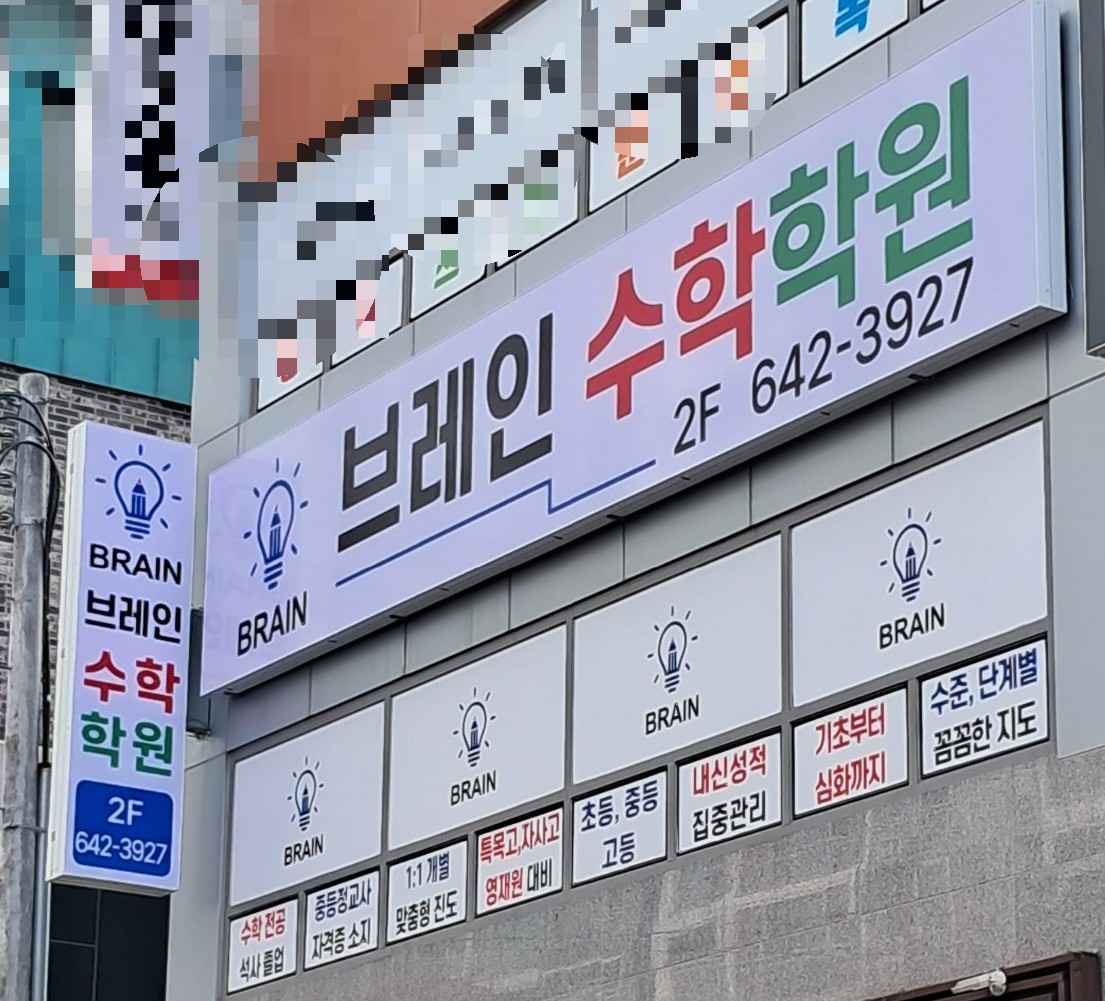 복
BRAIN
브레인 수학학원
2F 642-3927
BRAIN
브레인
수학
학원
2F
642-3927
BRAIN
BRAIN
BRAIN
BRAIN
수학 전공
석사 졸업
중등정교사
자격증 소지
1:1 개별
맞춤형 진도
특목고,자사고
영재원 대비
초등, 중등
고등
내신성적
집중관리
기초부터
심화까지
수준, 단계별
꼼꼼한 지도